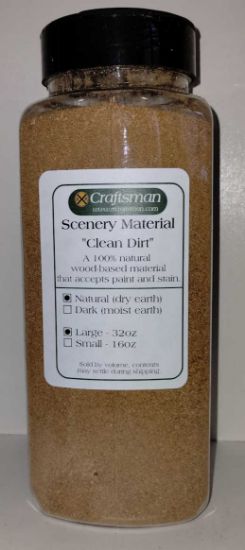 Craftsman
Scenery Material
"Clean Dirt"
A 100% natural
wood-based material
that accepts paint and stain.
Natural (dry earth)
Dark (moist earth)
Large - 32oz
Small - 16oz
Sold by volume, contents
may settle during shipping.